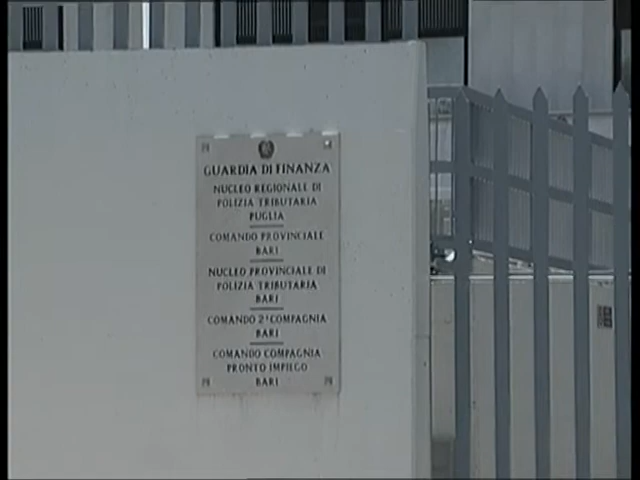 GUARDIA DI FINANZA
NUCLEO REGIONALE DI
POLIZIA TRIBUTARIA
PUGLIA
COMANDO PROVINCIALE
BARI
NUCLEO PROVINCIALE DI
POLIZIA TRIBUTARIA
BARI
COMANDO 2ª COMPAGNIA
BARI
COMANDO COMPAGNIA
PRONTO IMPIEGO
BARI